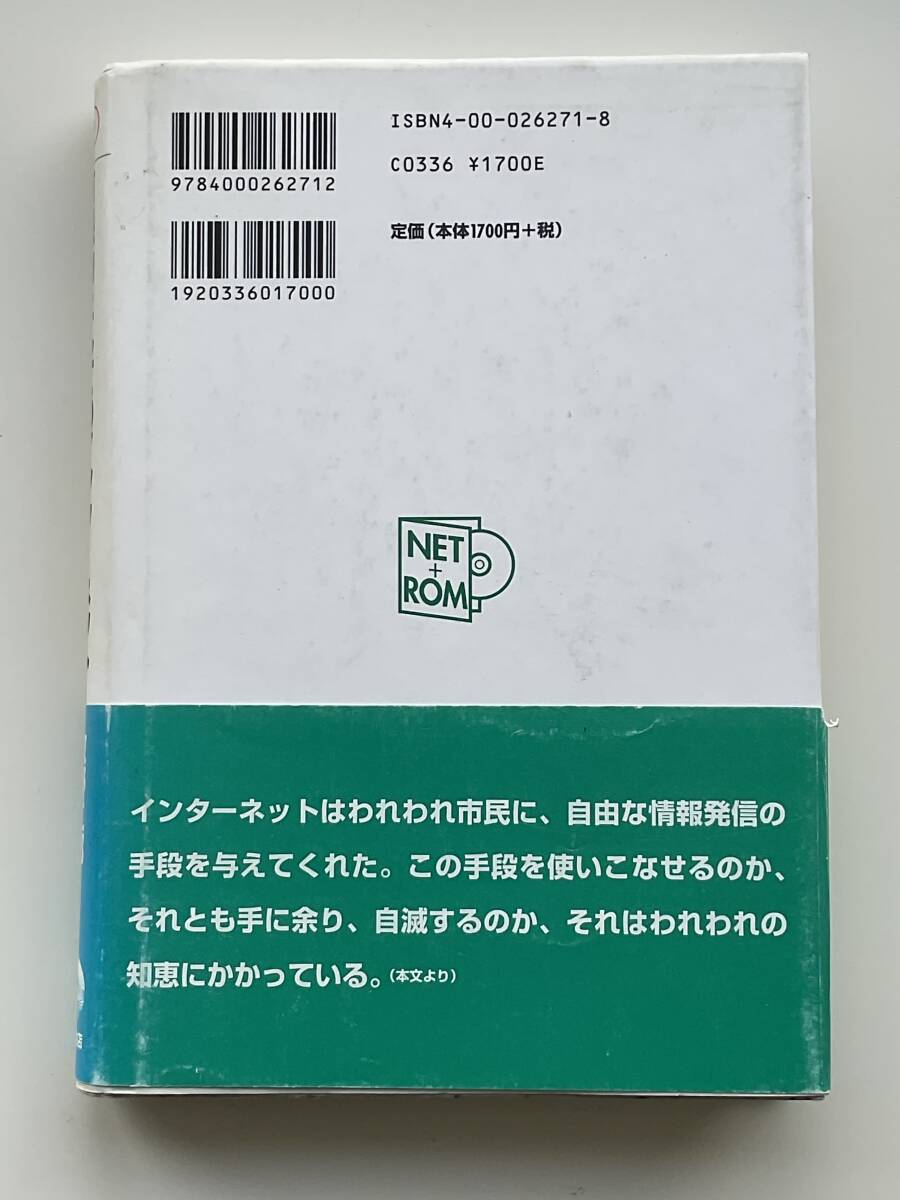 ISBN4-00-026271-8
9784000262712
C0336 ¥1700E
定価(本体1700円+税)
1920336017000
NET
+
ROM
インターネットはわれわれ市民に、自由な情報発信の
手段を与えてくれた。この手段を使いこなせるのか、
それとも手に余り、自滅するのか、それはわれわれの
知恵にかかっている。(本文より)
店